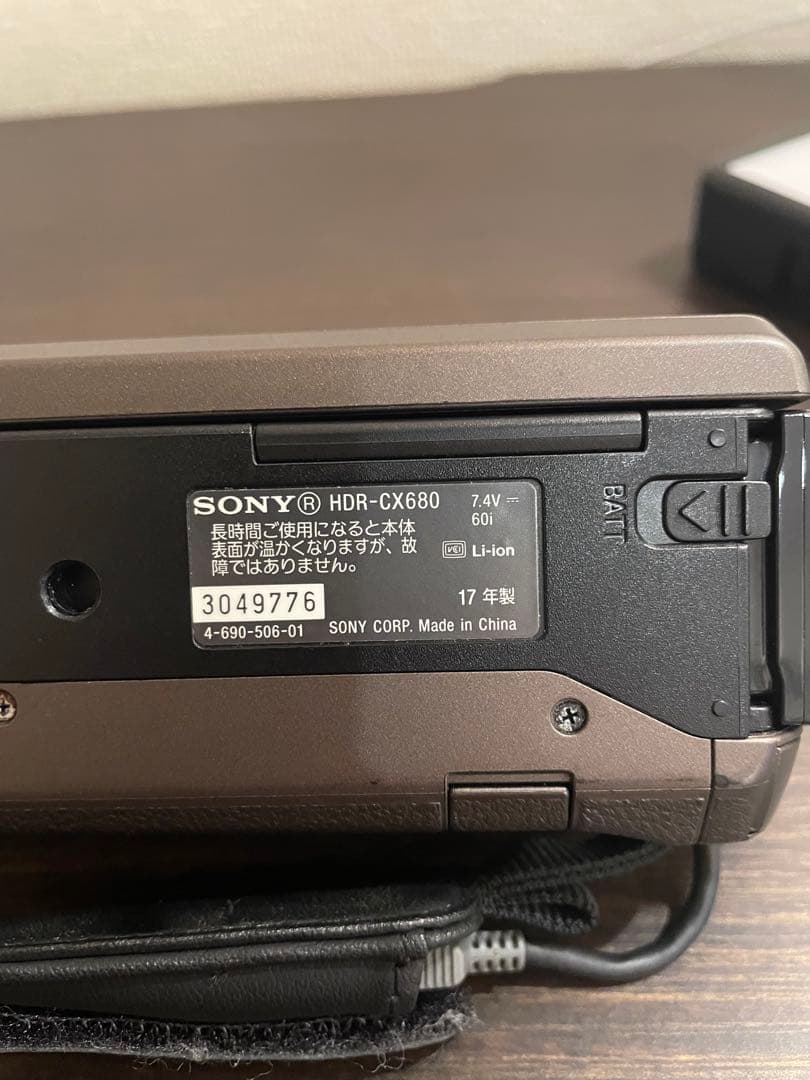 SONY Ⓡ HDR-CX680 7.4V ⎓
60i
長時間ご使用になると本体
表面が温かくなりますが、故
障ではありません。
VCI Li-ion
3049776 17 年製
4-690-506-01 SONY CORP. Made in China
BATT